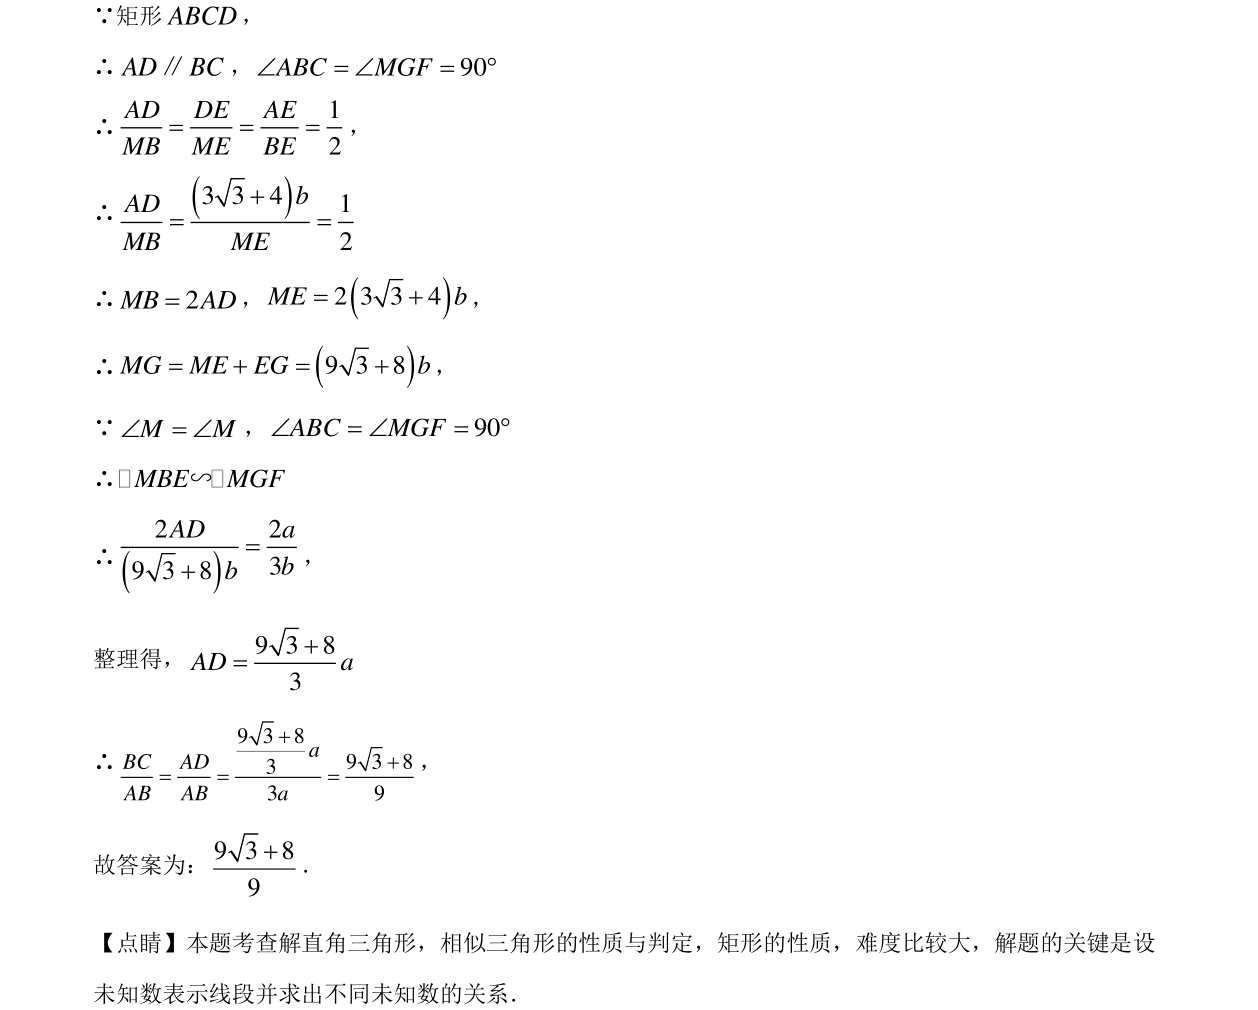 ∵矩形 ABCD，
∴ AD // BC，∠ABC = ∠MGF = 90°
∴ AD/MB = DE/ME = AE/BE = 1/2，
∴ AD/MB = (3√3+4)b/ME = 1/2
∴ MB = 2AD，ME = 2(3√3+4)b，
∴ MG = ME + EG = (9√3+8)b，
∵ ∠M = ∠M，∠ABC = ∠MGF = 90°
∴ □MBE∽□MGF
∴ 2AD/((9√3+8)b) = 2a/3b，
整理得，AD = (9√3+8)/3 a
∴ BC/AB = AD/AB = ((9√3+8)/3 a)/3a = (9√3+8)/9，
故答案为：(9√3+8)/9．
【点睛】本题考查解直角三角形，相似三角形的性质与判定，矩形的性质，难度比较大，解题的关键是设
未知数表示线段并求出不同未知数的关系．